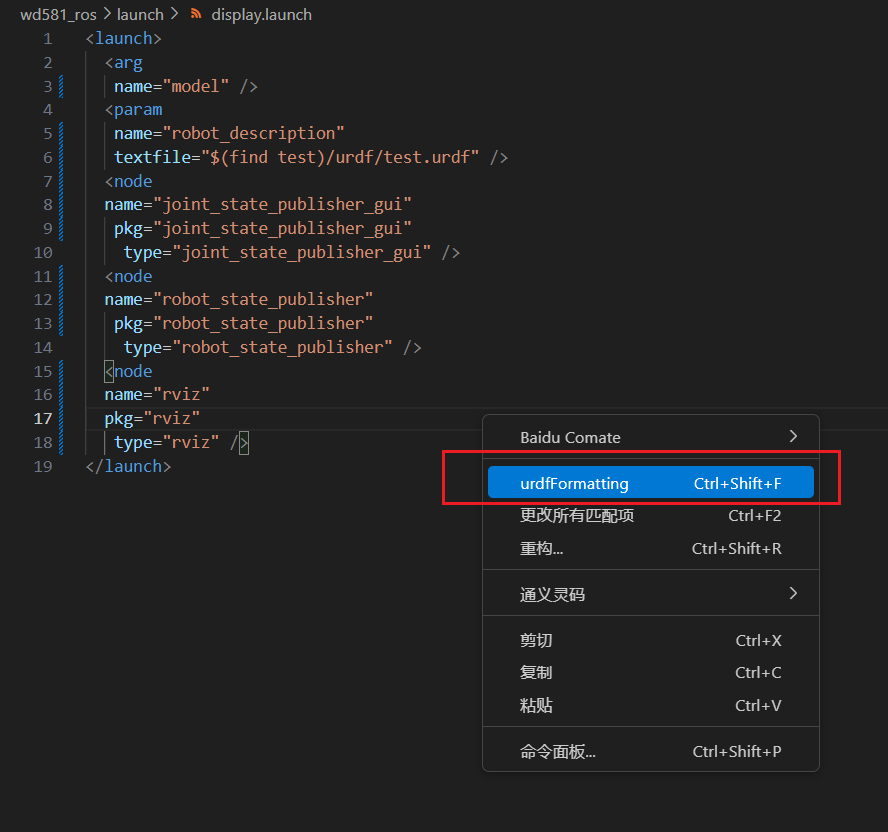 wd581_ros > launch > display.launch
1 <launch>
2 <arg
3 name="model" />
4 <param
5 name="robot_description"
6 textfile="$(find test)/urdf/test.urdf" />
7 <node
8 name="joint_state_publisher_gui"
9 pkg="joint_state_publisher_gui"
10 type="joint_state_publisher_gui" />
11 <node
12 name="robot_state_publisher"
13 pkg="robot_state_publisher"
14 type="robot_state_publisher" />
15 <node
16 name="rviz"
17 pkg="rviz"
18 type="rviz" />
19 </launch>
Baidu Comate >
urdfFormatting Ctrl+Shift+F
更改所有匹配项 Ctrl+F2
重构... Ctrl+Shift+R
通义灵码 >
剪切 Ctrl+X
复制 Ctrl+C
粘贴 Ctrl+V
命令面板... Ctrl+Shift+P